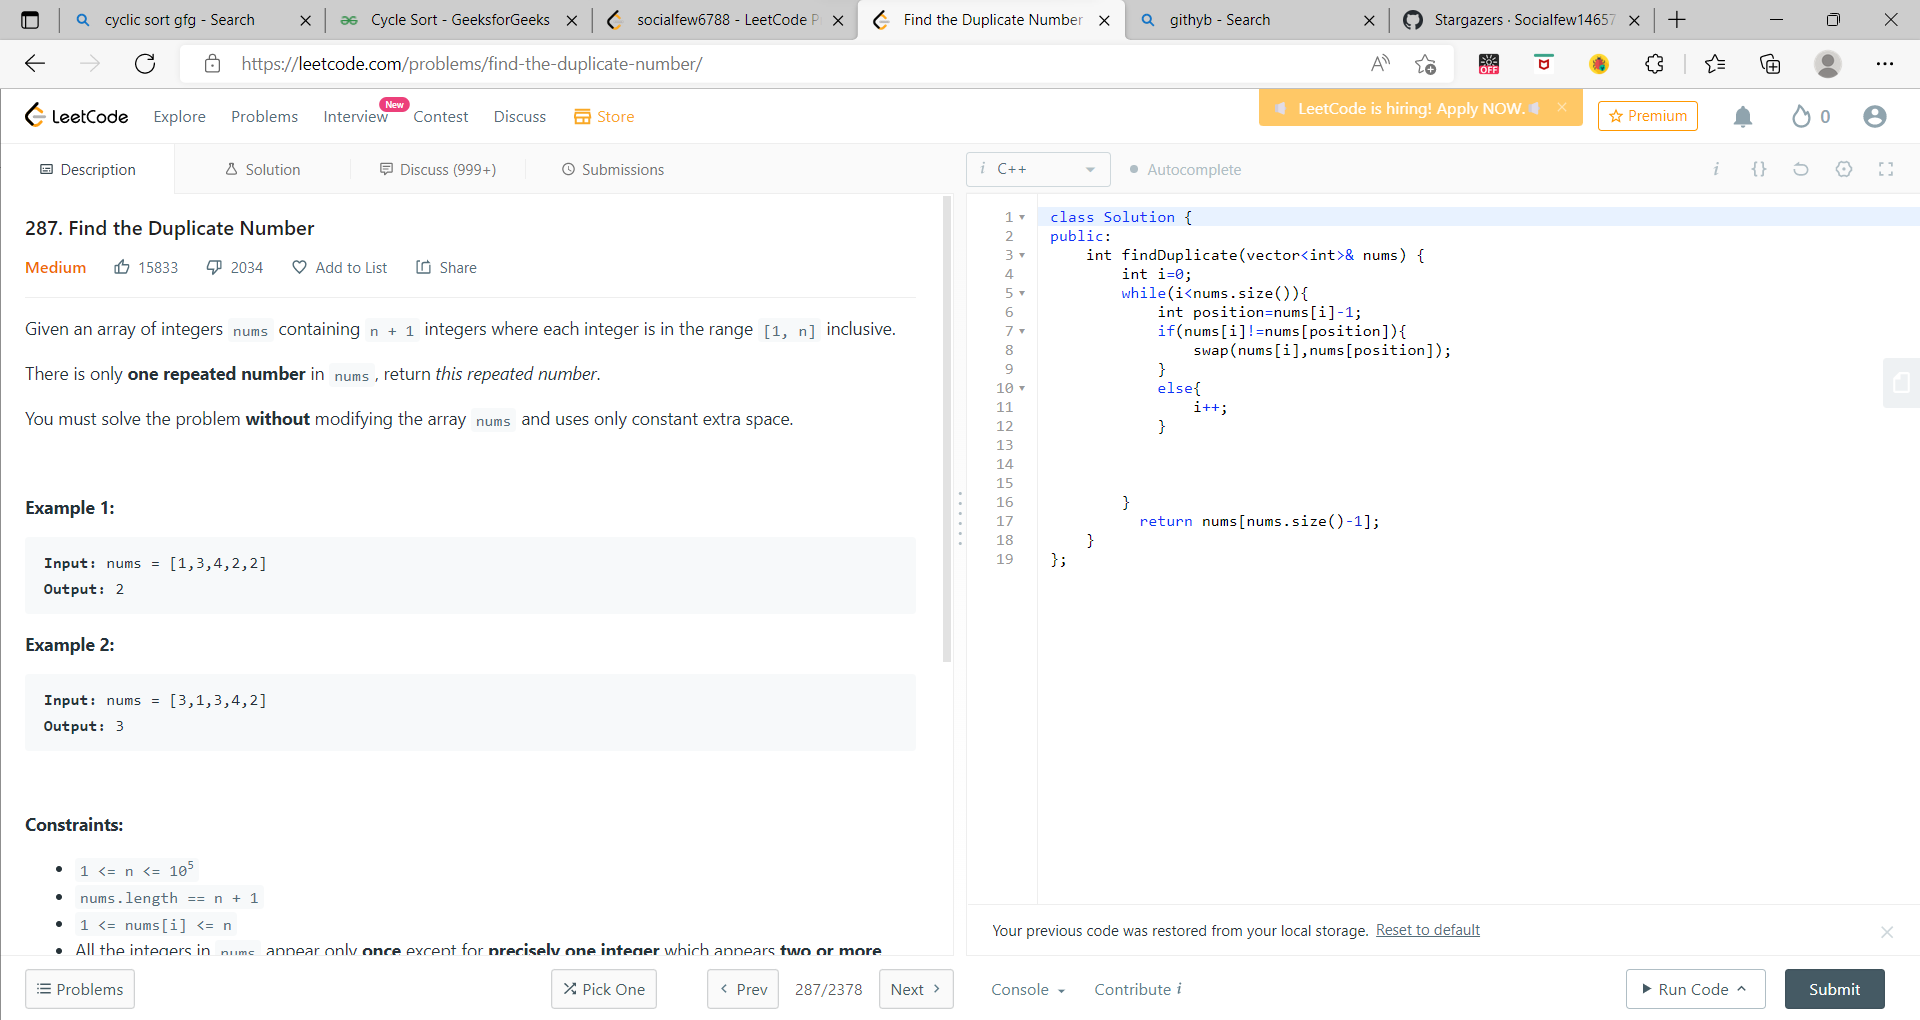 cyclic sort gfg - Search
Cycle Sort - GeeksforGeeks
socialfew6788 - LeetCode P
Find the Duplicate Number
githyb - Search
Stargazers · Socialfew14657
https://leetcode.com/problems/find-the-duplicate-number/
OFF
LeetCode
Explore
Problems
Interview
New
Contest
Discuss
Store
LeetCode is hiring! Apply NOW.
Premium
0
Description
Solution
Discuss (999+)
Submissions
i C++
Autocomplete
i {}
287. Find the Duplicate Number
Medium 15833 2034 Add to List Share
Given an array of integers nums containing n + 1 integers where each integer is in the range [1, n] inclusive.
There is only one repeated number in nums , return this repeated number.
You must solve the problem without modifying the array nums and uses only constant extra space.
Example 1:
Input: nums = [1,3,4,2,2]
Output: 2
Example 2:
Input: nums = [3,1,3,4,2]
Output: 3
Constraints:
1 <= n <= 10⁵
nums.length == n + 1
1 <= nums[i] <= n
All the integers in nums appear only once except for precisely one integer which appears two or more
1 class Solution {
2 public:
3 int findDuplicate(vector<int>& nums) {
4 int i=0;
5 while(i<nums.size()){
6 int position=nums[i]-1;
7 if(nums[i]!=nums[position]){
8 swap(nums[i],nums[position]);
9 }
10 else{
11 i++;
12 }
13
14
15
16 }
17 return nums[nums.size()-1];
18 }
19 };
Your previous code was restored from your local storage. Reset to default
Problems
Pick One
Prev
287/2378
Next
Console
Contribute i
Run Code
Submit